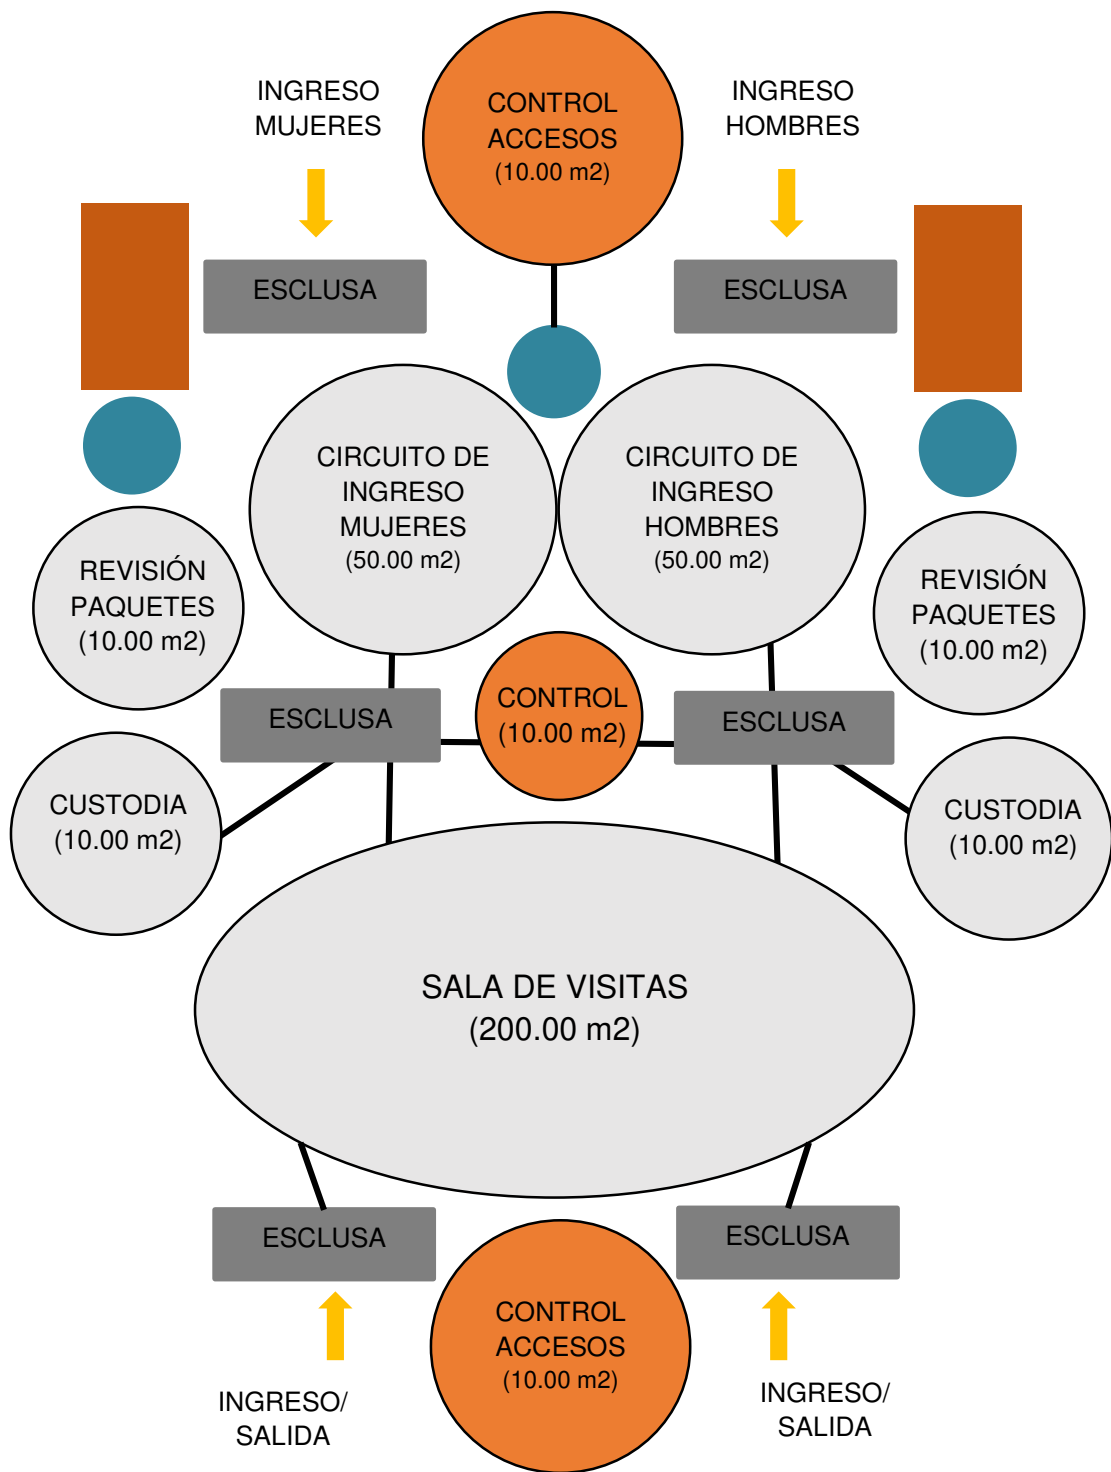 INGRESO
MUJERES
CONTROL
ACCESOS
(10.00 m2)
INGRESO
HOMBRES
ESCLUSA
ESCLUSA
CIRCUITO DE
INGRESO
MUJERES
(50.00 m2)
CIRCUITO DE
INGRESO
HOMBRES
(50.00 m2)
REVISIÓN
PAQUETES
(10.00 m2)
REVISIÓN
PAQUETES
(10.00 m2)
ESCLUSA
CONTROL
(10.00 m2)
ESCLUSA
CUSTODIA
(10.00 m2)
CUSTODIA
(10.00 m2)
SALA DE VISITAS
(200.00 m2)
ESCLUSA
ESCLUSA
CONTROL
ACCESOS
(10.00 m2)
INGRESO/
SALIDA
INGRESO/
SALIDA